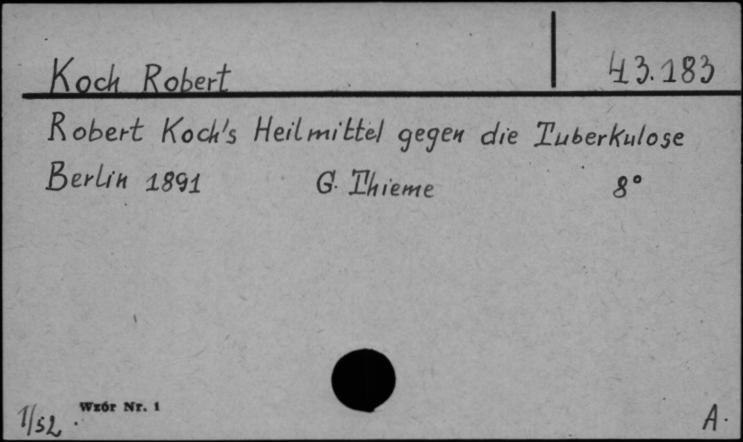 Koch Robert 43.183
Robert Koch's Heilmittel gegen die Tuberkulose
Berlin 1891 G. Thieme 8°
1/52. Wzór Nr. 1 A.